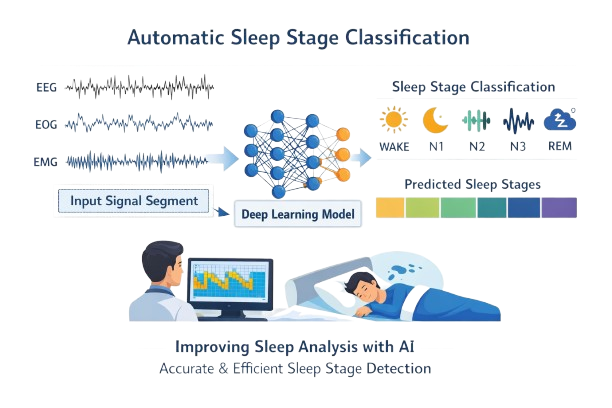 Automatic Sleep Stage Classification
EEG
EOG
EMG
Input Signal Segment
Deep Learning Model
Sleep Stage Classification
WAKE N1 N2 N3 REM
Predicted Sleep Stages
Improving Sleep Analysis with AI
Accurate & Efficient Sleep Stage Detection